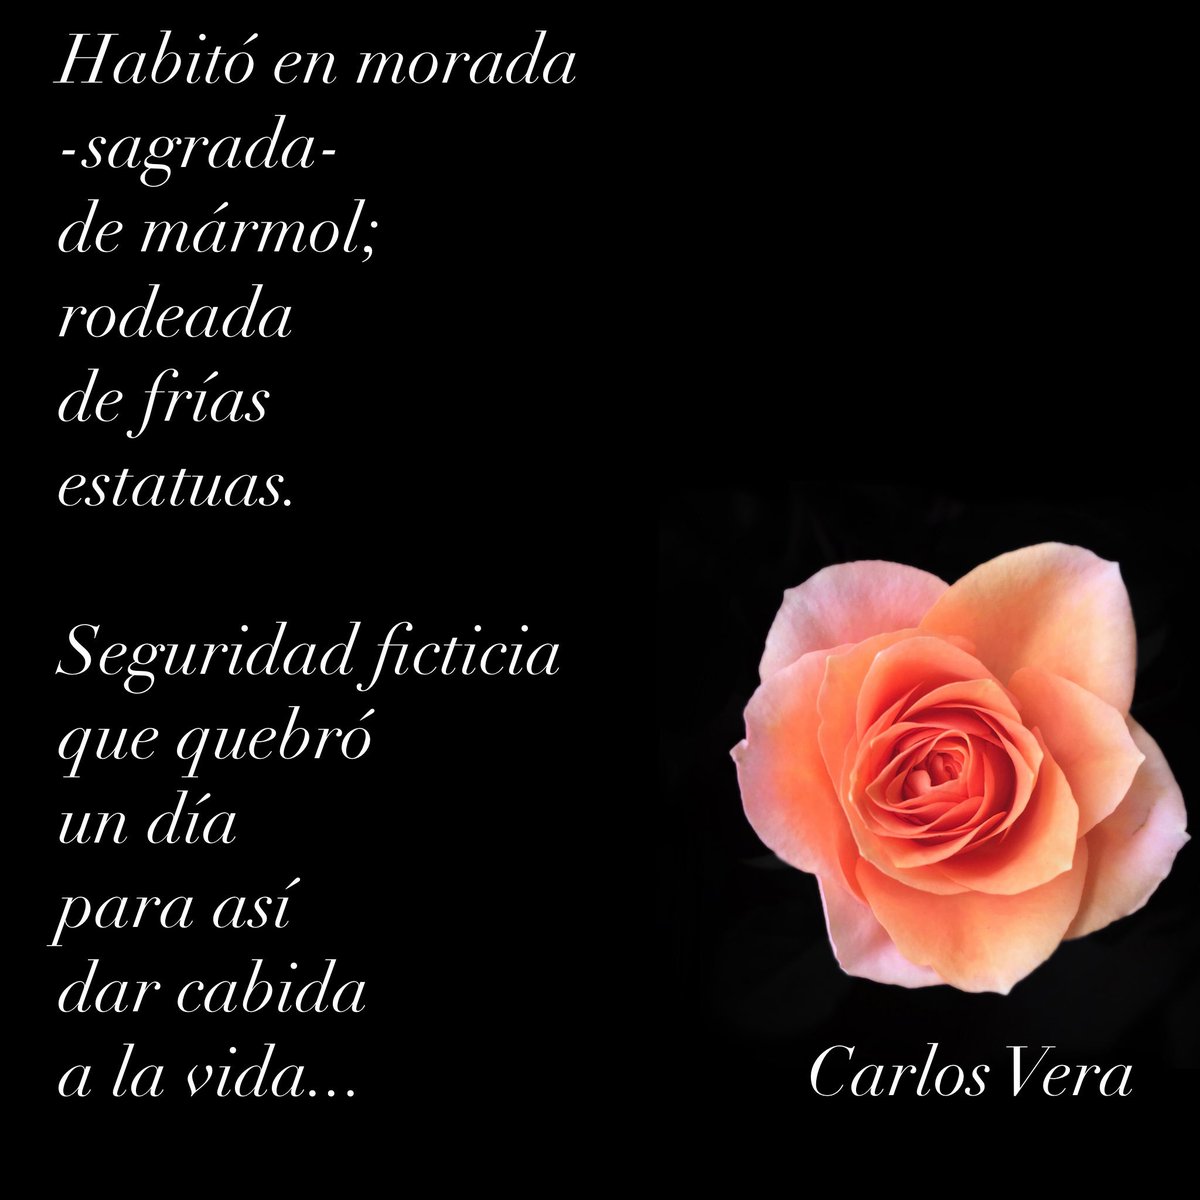 Habitó en morada
-sagrada-
de mármol;
rodeada
de frías
estatuas.
Seguridad ficticia
que quebró
un día
para así
dar cabida
a la vida...
Carlos Vera